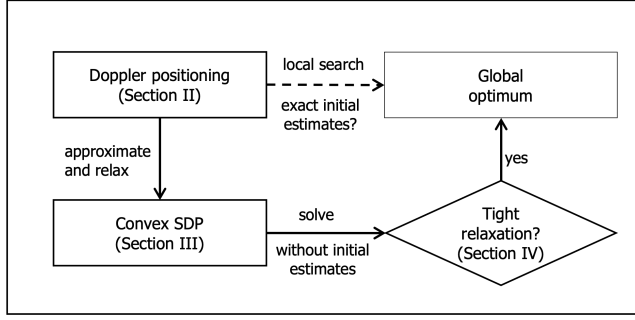 Doppler positioning
(Section II)
local search
exact initial
estimates?
Global
optimum
approximate
and relax
yes
Convex SDP
(Section III)
solve
without initial
estimates
Tight
relaxation?
(Section IV)